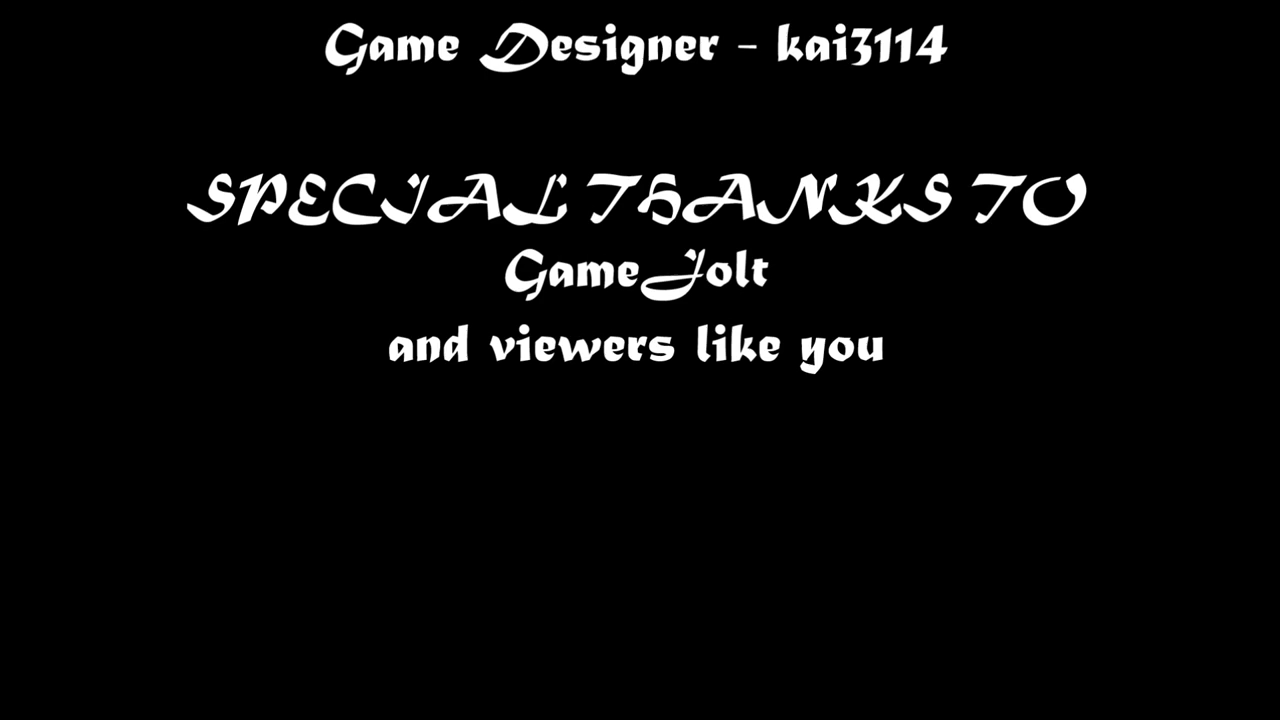 Game Designer - kai3114
SPECIAL THANKS TO
GameJolt
and viewers like you